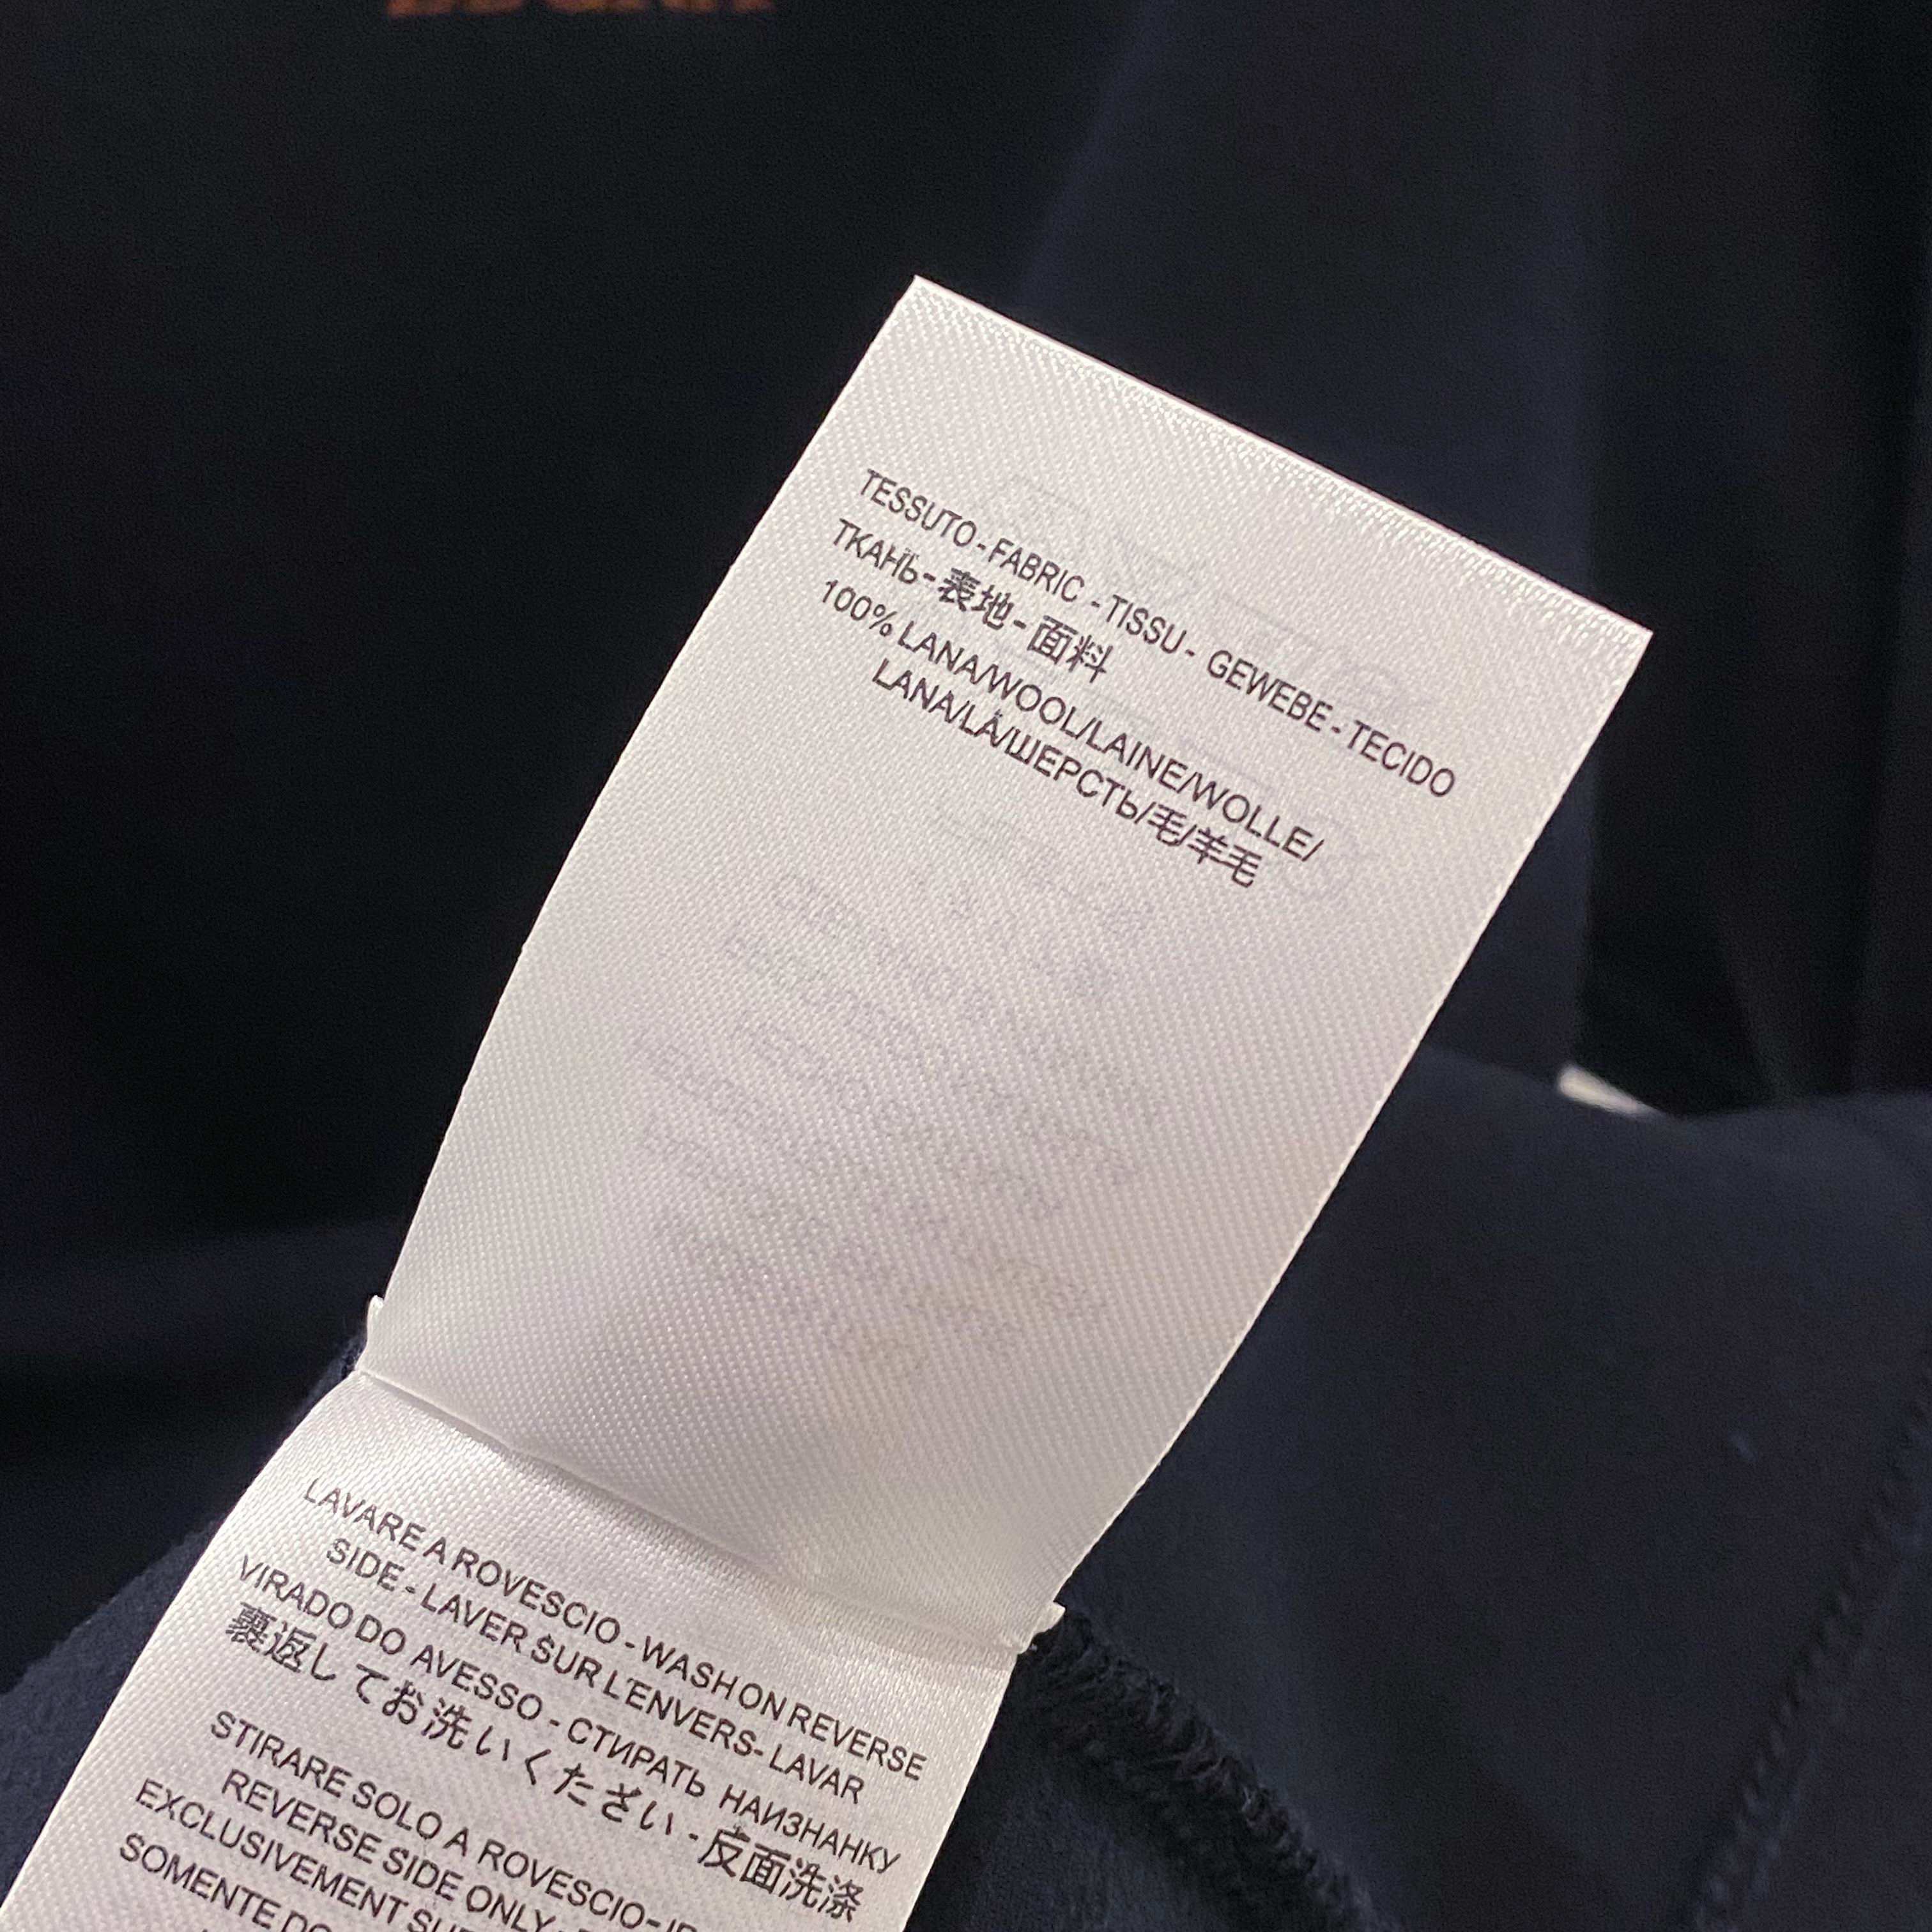 TESSUTO - FABRIC - TISSU - GEWEBE - TECIDO
ТКАНЬ - 表地 - 面料
100% LANA/WOOL/LAINE/WOLLE/
LANA/LÃ/ШЕРСТЬ/毛/羊毛
LAVARE A ROVESCIO - WASH ON REVERSE
SIDE - LAVER SUR L'ENVERS - LAVAR
VIRADO DO AVESSO - СТИРАТЬ НАИЗНАНКУ
裏返してお洗いください - 反面洗涤
STIRARE SOLO A ROVESCIO -
REVERSE SIDE ONLY
EXCLUSIVEMENT
SOMENTE DO